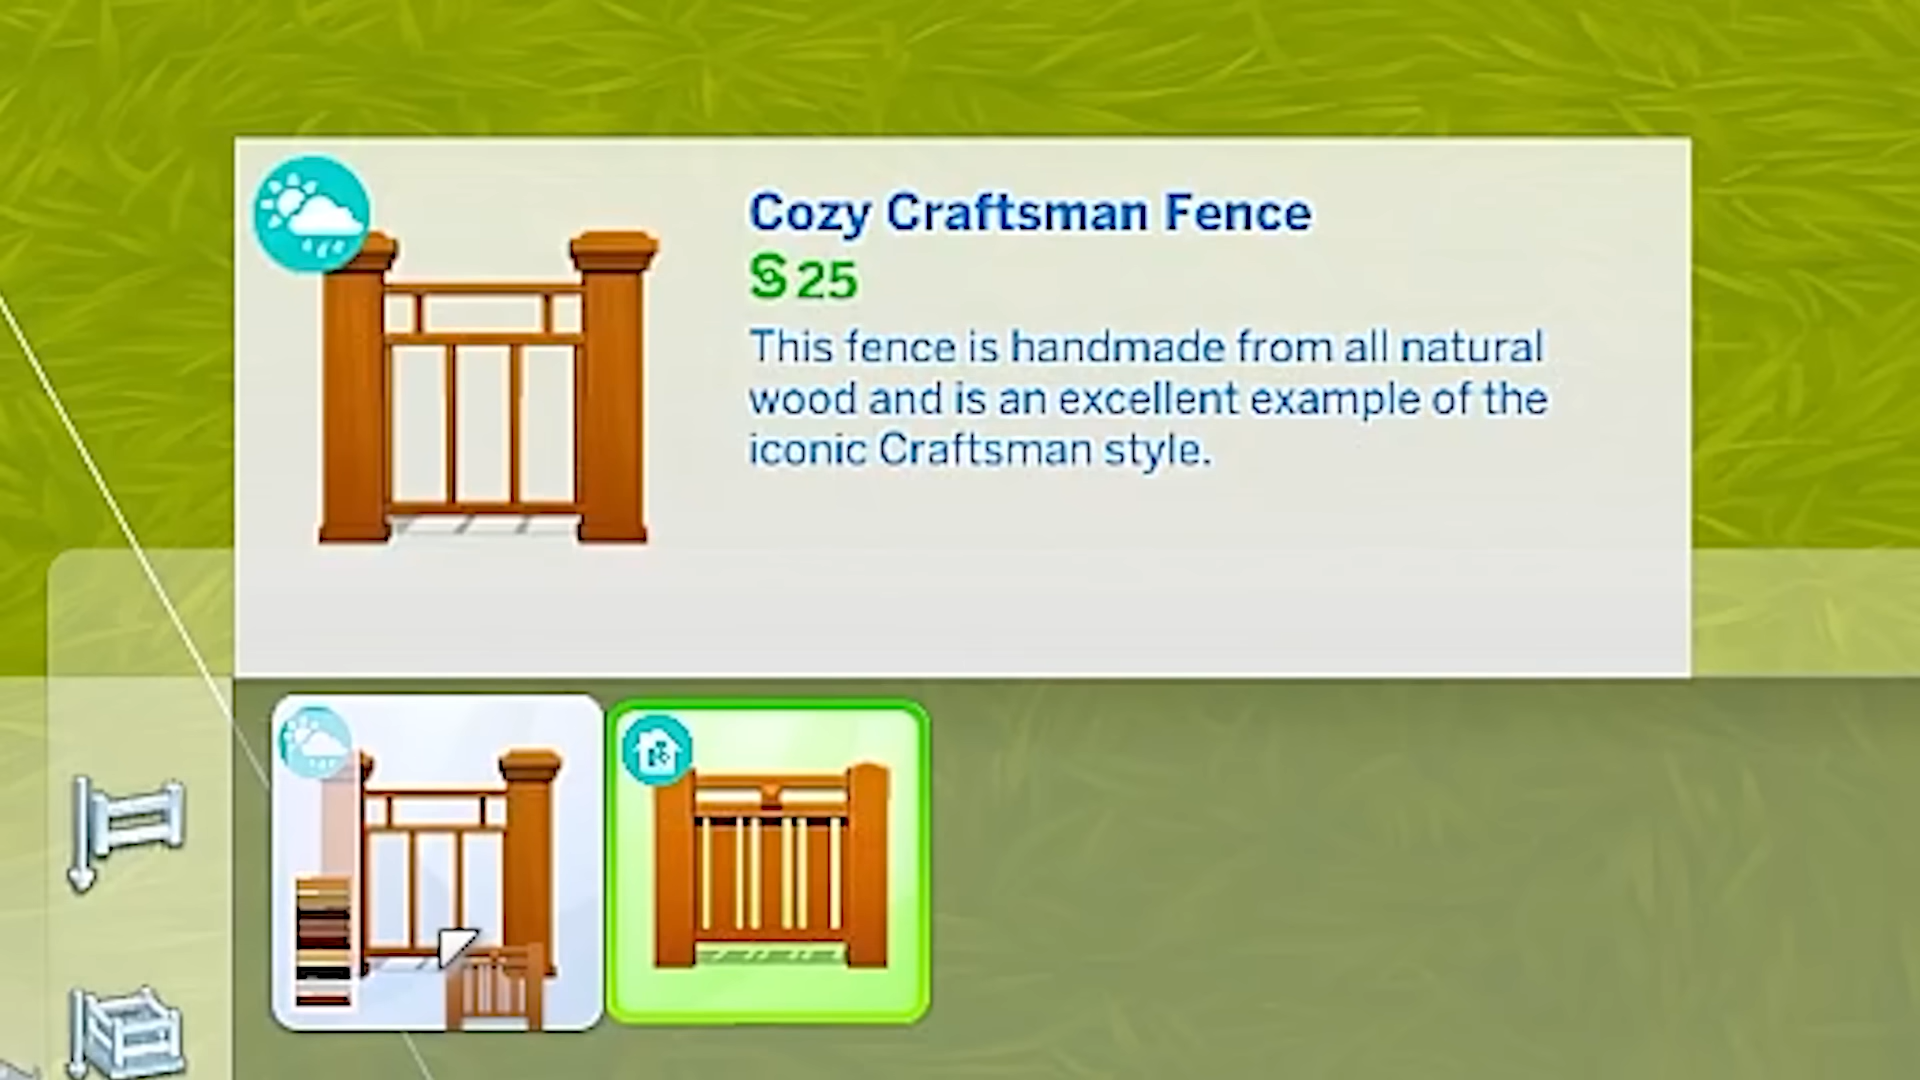 Cozy Craftsman Fence
§25
This fence is handmade from all natural
wood and is an excellent example of the
iconic Craftsman style.